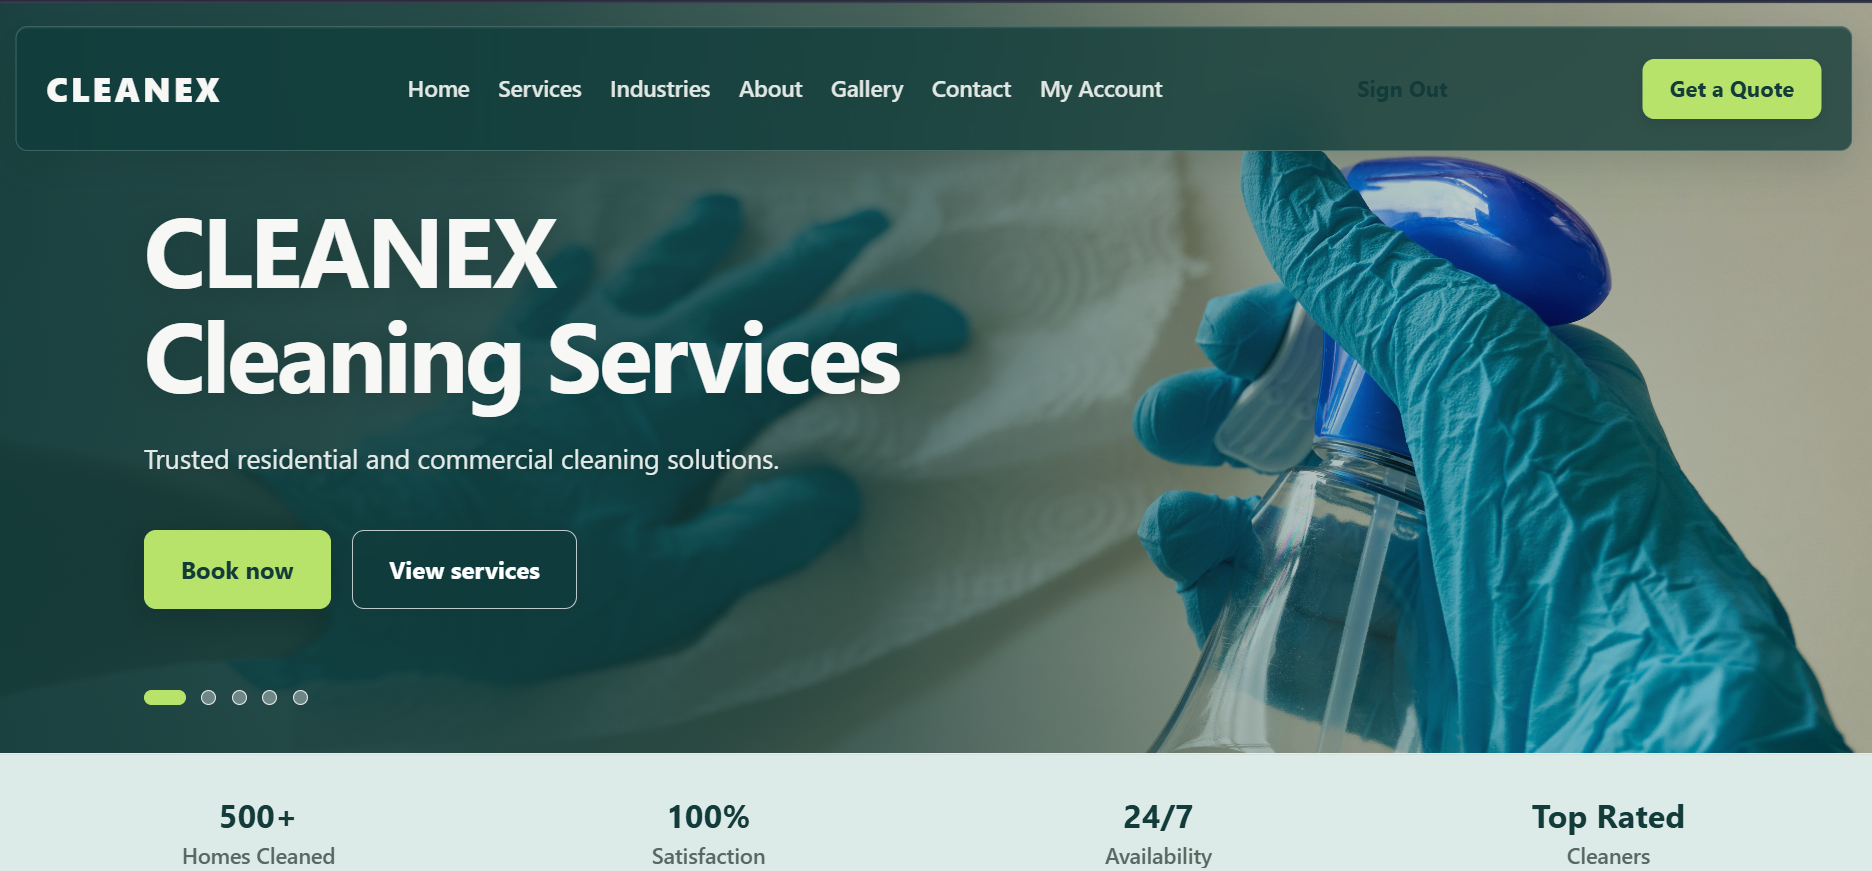 CLEANEX
Home Services Industries About Gallery Contact My Account Sign Out Get a Quote
CLEANEX
Cleaning Services
Trusted residential and commercial cleaning solutions.
Book now View services
500+ 100% 24/7 Top Rated
Homes Cleaned Satisfaction Availability Cleaners